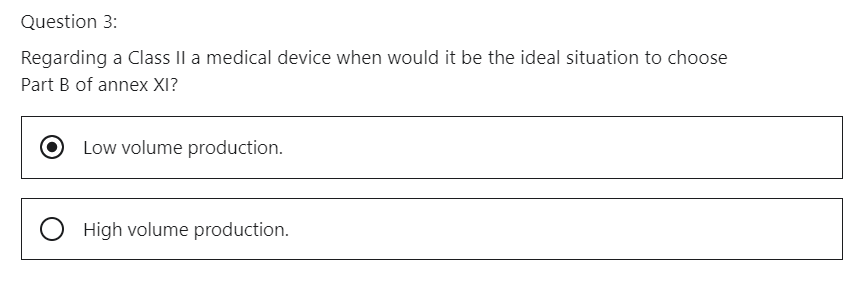 Question 3:
Regarding a Class II a medical device when would it be the ideal situation to choose
Part B of annex XI?
Low volume production.
High volume production.